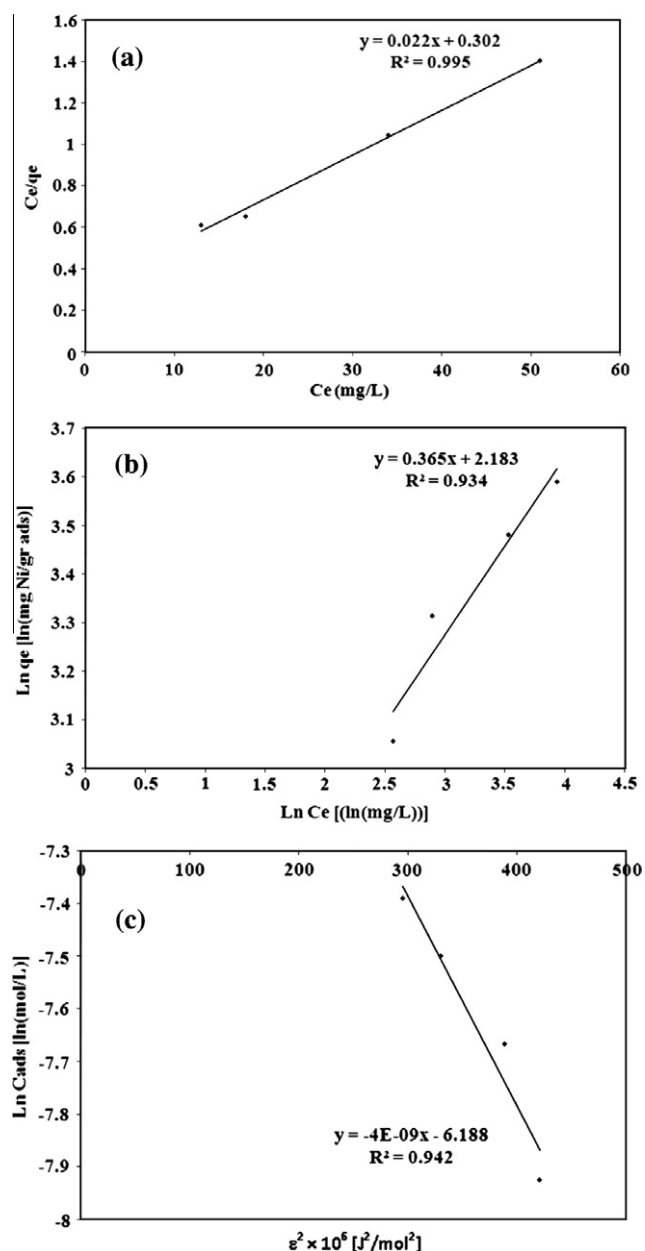 (a)
y = 0.022x + 0.302
R² = 0.995
1.6
1.4
1.2
1
0.8
0.6
0.4
0.2
0
Ce/qe
0 10 20 30 40 50 60
Ce (mg/L)
(b)
y = 0.365x + 2.183
R² = 0.934
3.7
3.6
3.5
3.4
3.3
3.2
3.1
3
Ln qe [ln(mg Ni/gr ads)]
0 0.5 1 1.5 2 2.5 3 3.5 4 4.5
Ln Ce [(ln(mg/L))]
-7.3
0 100 200 300 400 500
(c)
-7.4
-7.5
-7.6
-7.7
-7.8
-7.9
-8
Ln Cads [ln(mol/L)]
y = -4E-09x - 6.188
R² = 0.942
ε² × 10⁶ [J²/mol²]